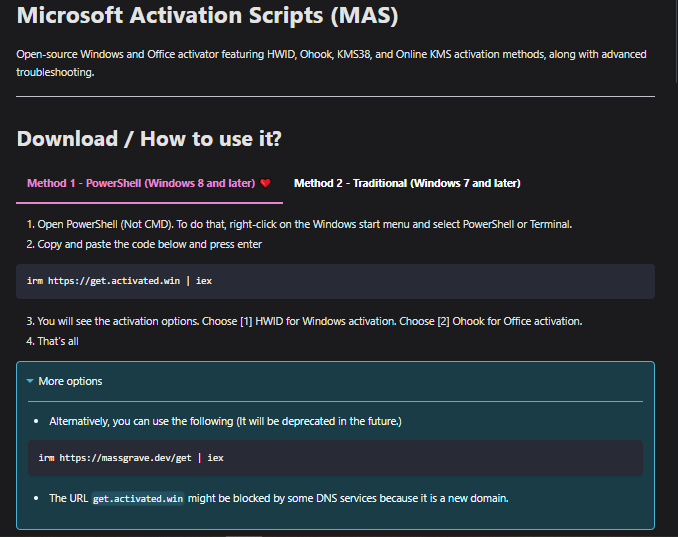 Microsoft Activation Scripts (MAS)
Open-source Windows and Office activator featuring HWID, Ohook, KMS38, and Online KMS activation methods, along with advanced
troubleshooting.
Download / How to use it?
Method 1 - PowerShell (Windows 8 and later) ❤️ Method 2 - Traditional (Windows 7 and later)
1. Open PowerShell (Not CMD). To do that, right-click on the Windows start menu and select PowerShell or Terminal.
2. Copy and paste the code below and press enter
irm https://get.activated.win | iex
3. You will see the activation options. Choose [1] HWID for Windows activation. Choose [2] Ohook for Office activation.
4. That's all
More options
• Alternatively, you can use the following (It will be deprecated in the future.)
irm https://massgrave.dev/get | iex
• The URL get.activated.win might be blocked by some DNS services because it is a new domain.